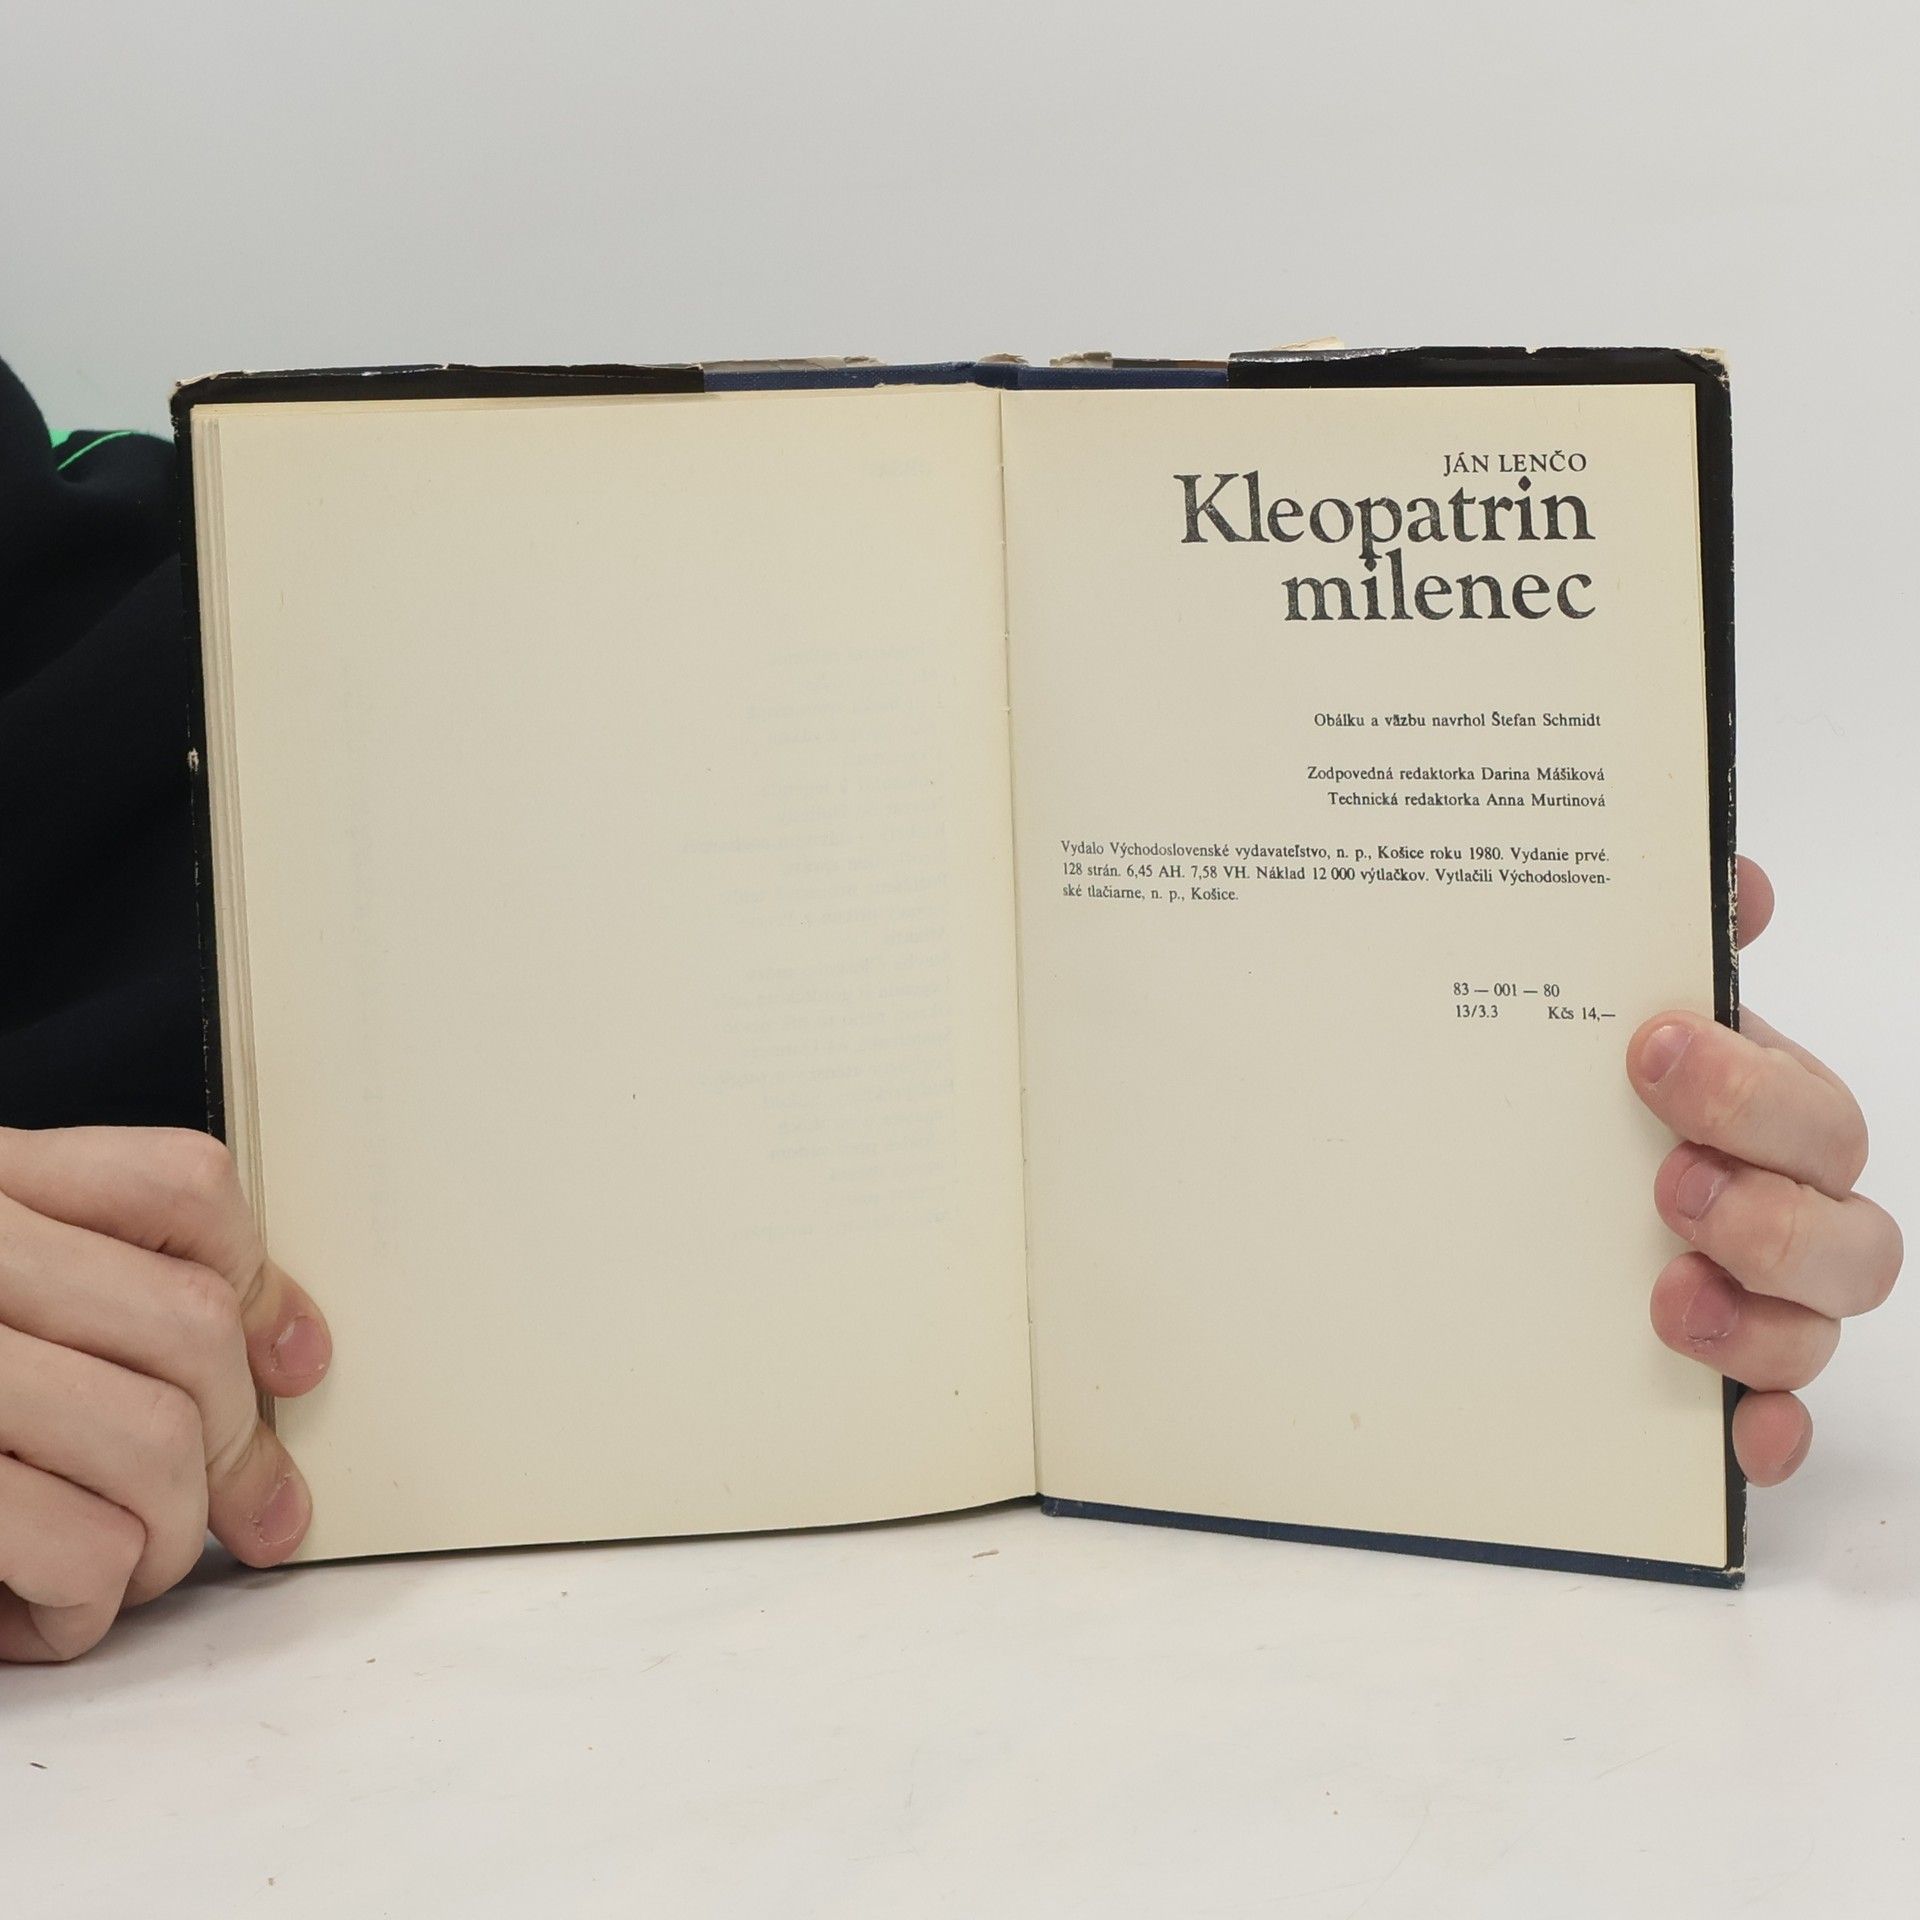 JÁN LENČO
Kleopatrin
milenec
Obálku a väzbu navrhol Štefan Schmidt
Zodpovedná redaktorka Darina Mášiková
Technická redaktorka Anna Murtinová
Vydalo Východoslovenské vydavateľstvo, n. p., Košice roku 1980. Vydanie prvé.
128 strán. 6,45 AH. 7,58 VH. Náklad 12 000 výtlačkov. Vytlačili Východosloven-
ské tlačiarne, n. p., Košice.
83 — 001 — 80
13/3.3 Kčs 14,—